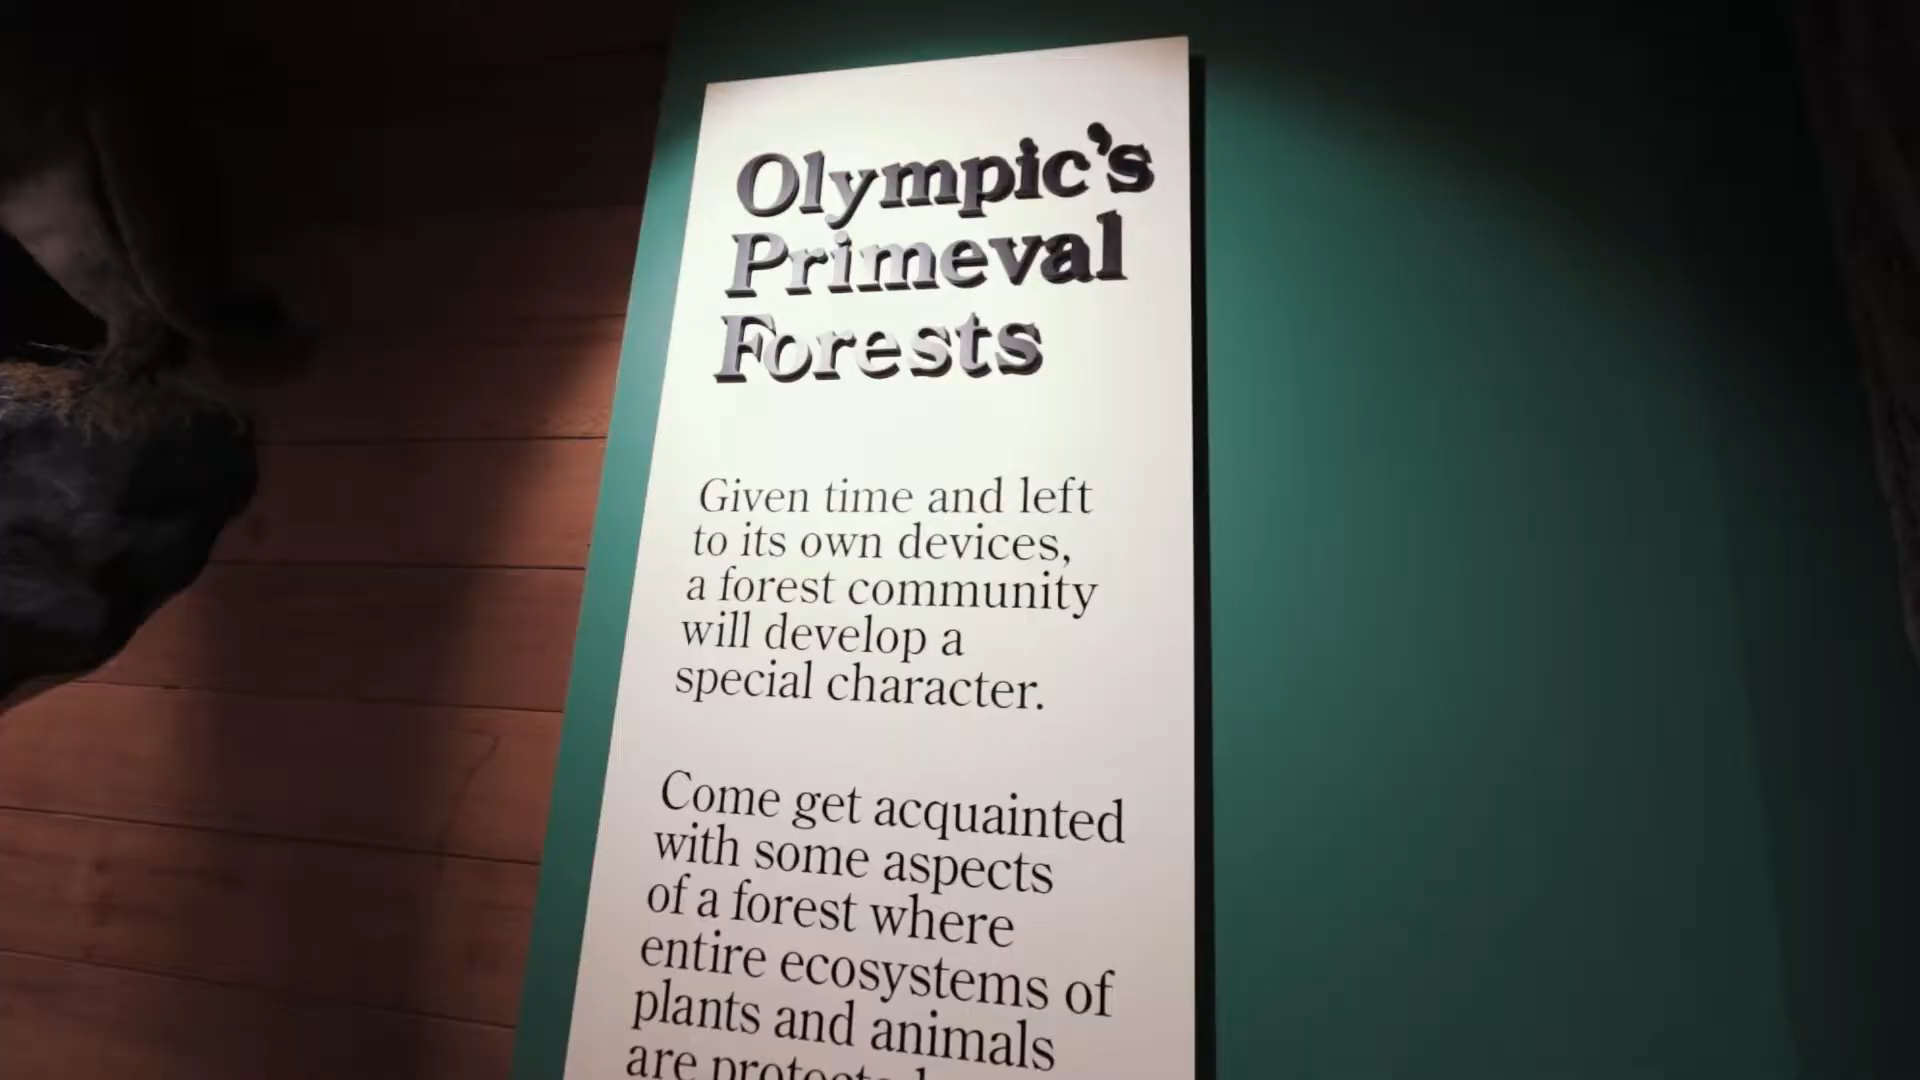 Olympic's
Primeval
Forests
Given time and left
to its own devices,
a forest community
will develop a
special character.
Come get acquainted
with some aspects
of a forest where
entire ecosystems of
plants and animals
are protected